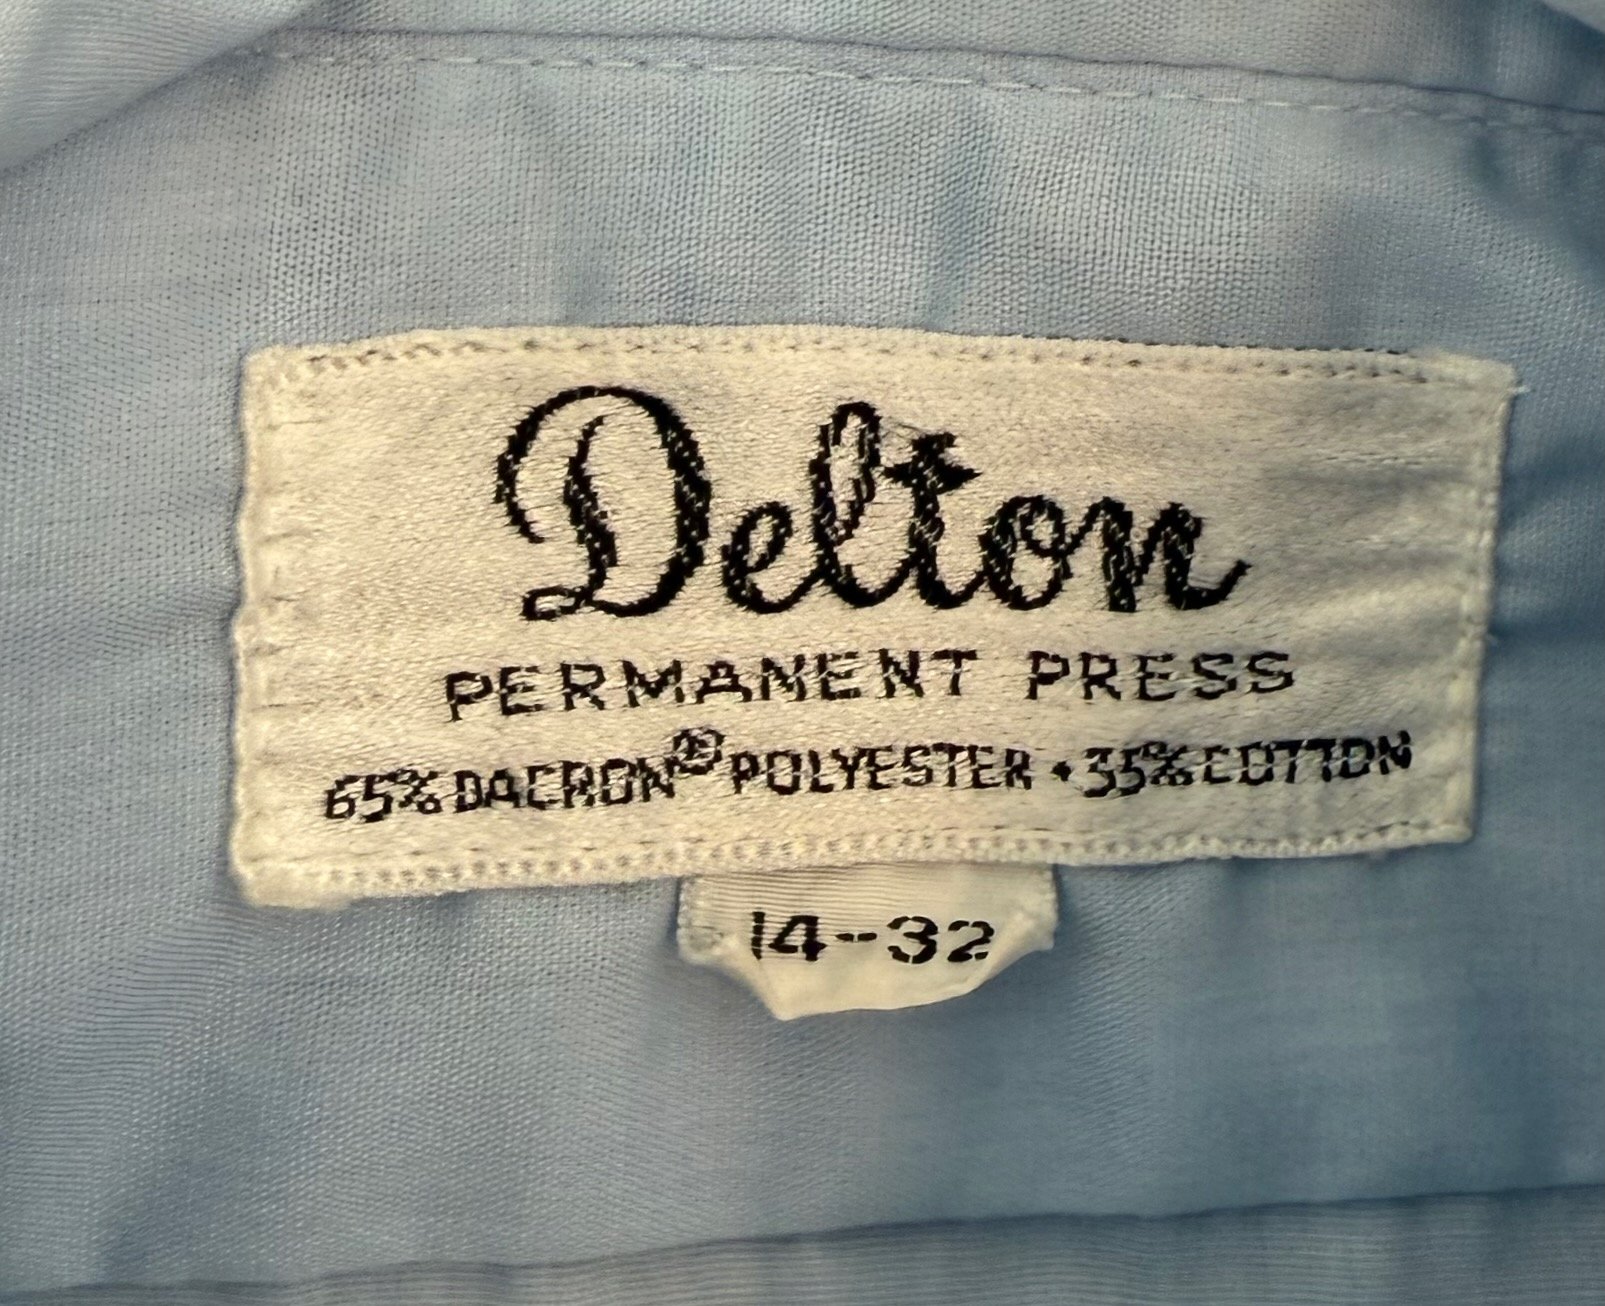 Delton
PERMANENT PRESS
65% DACRON® POLYESTER • 35% COTTON
14-32